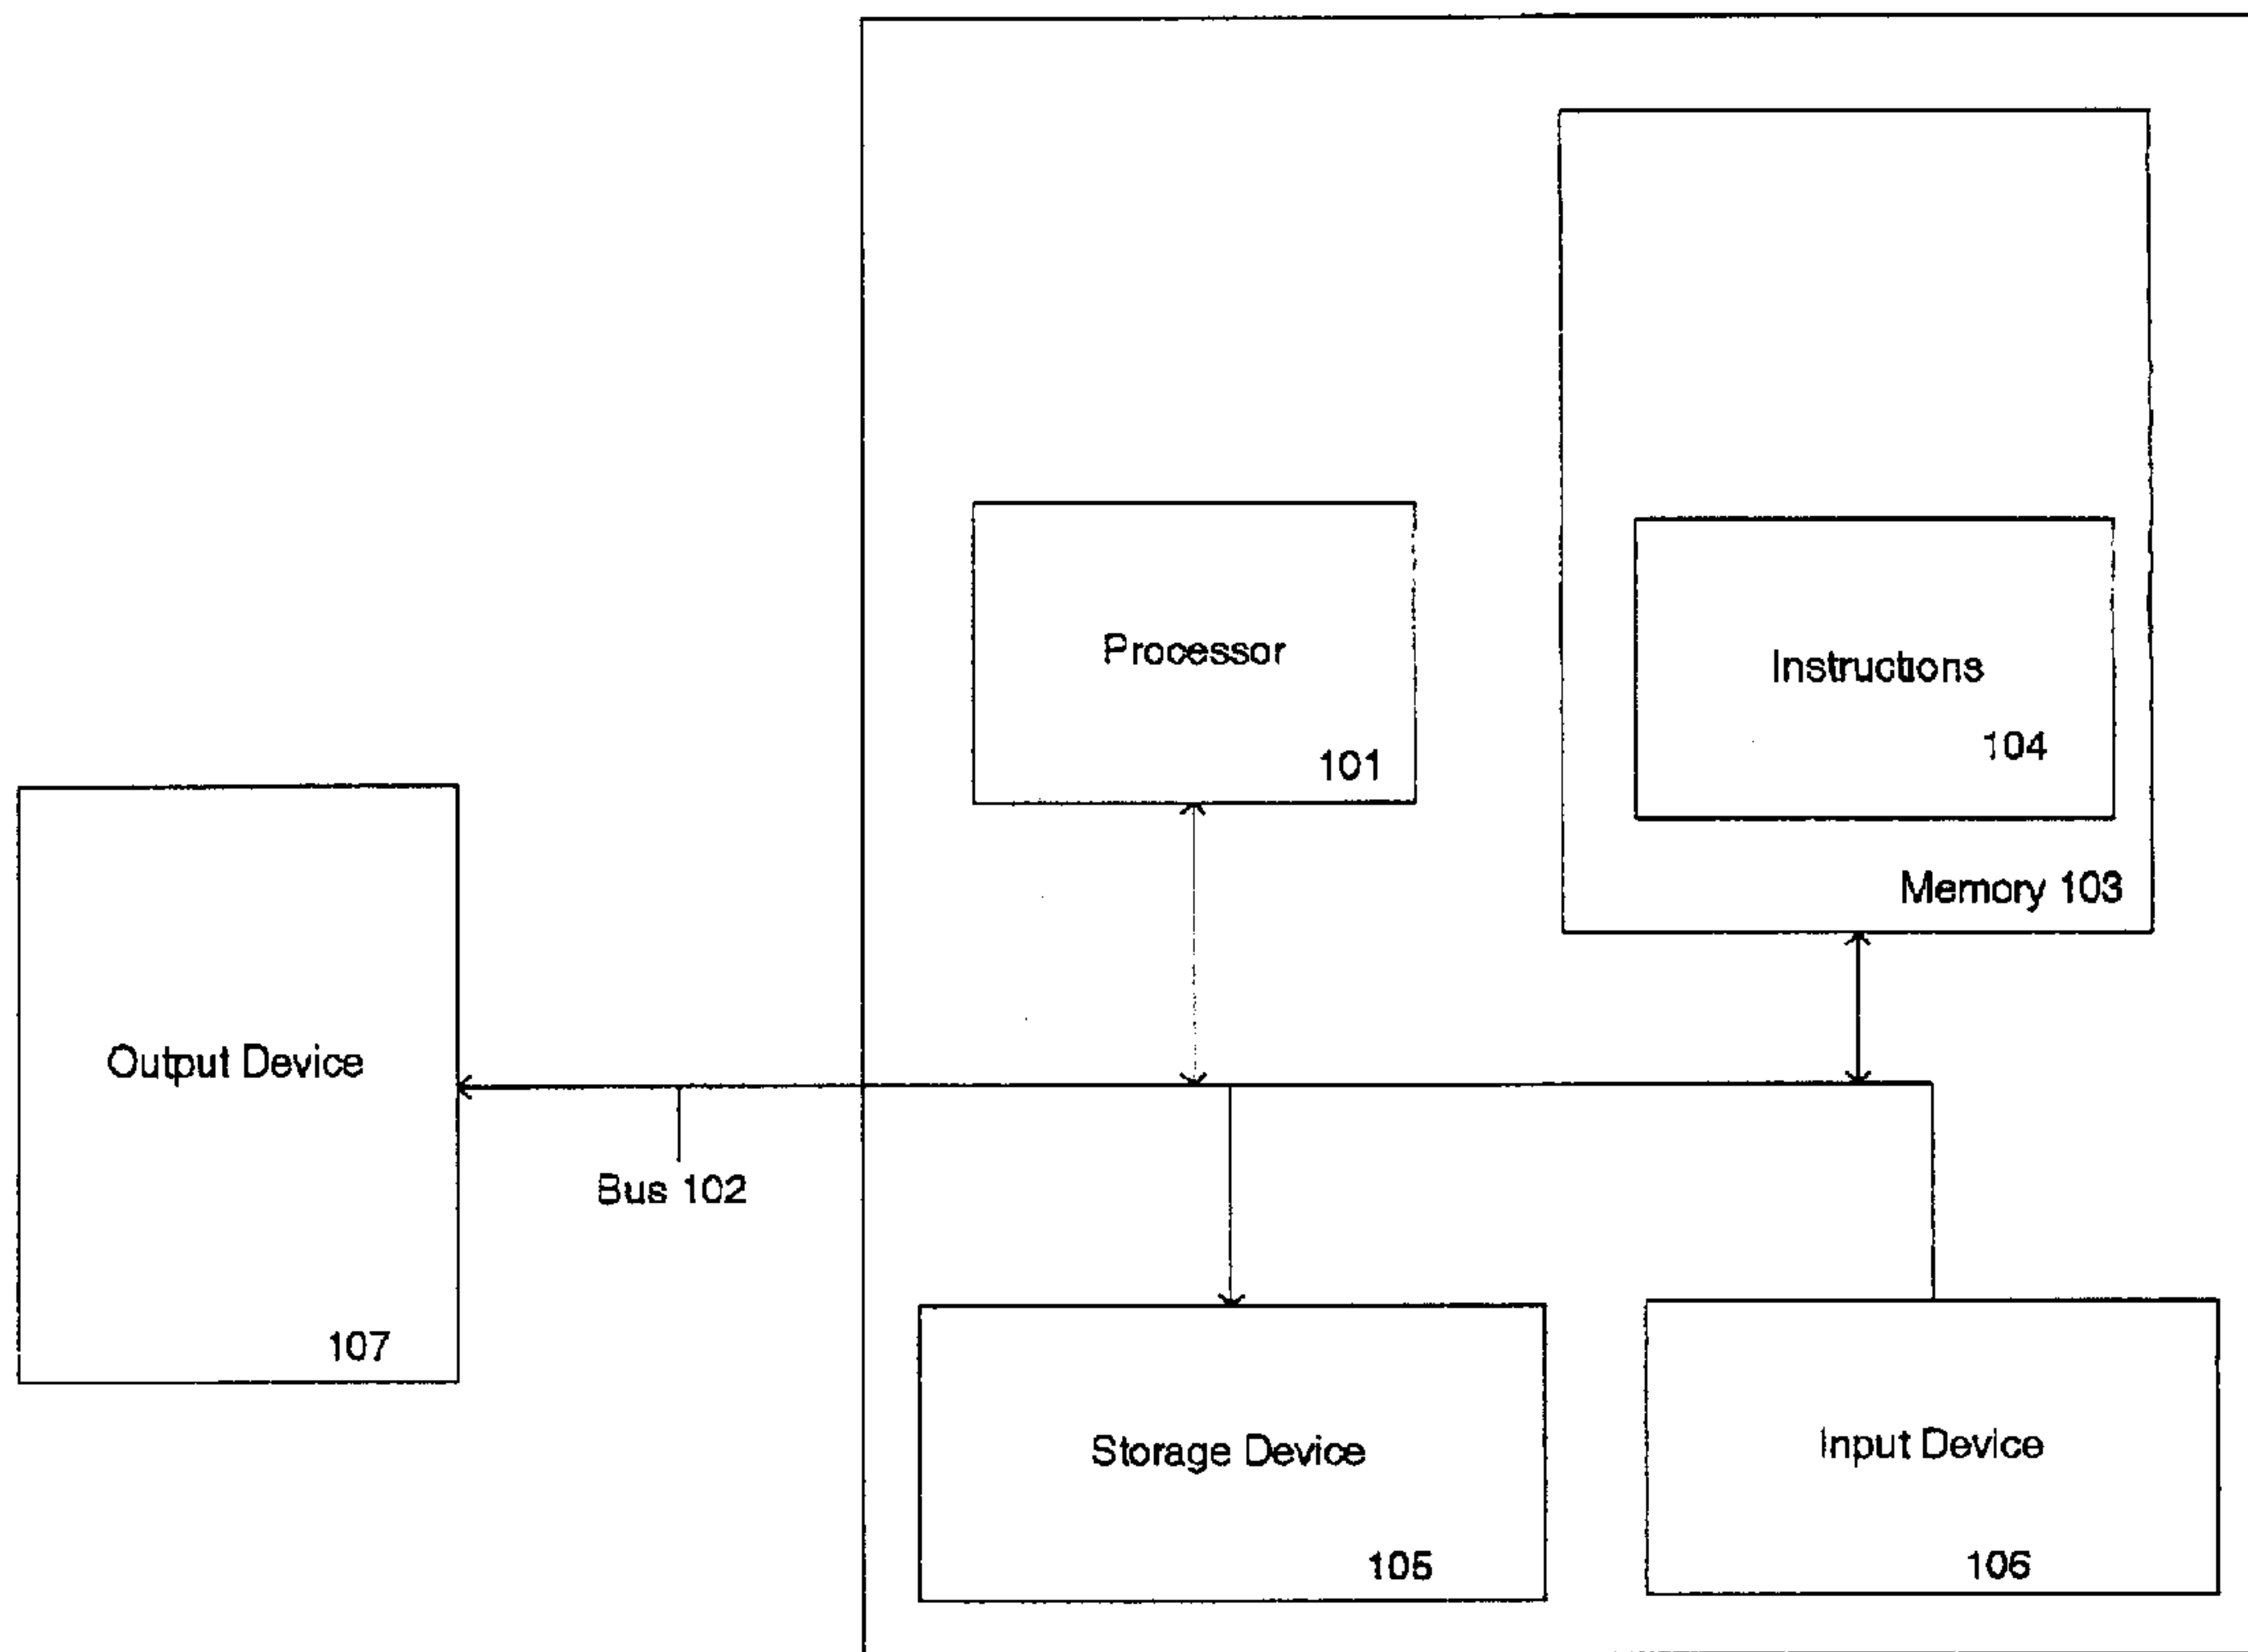 Processor
101
Instructions
104
Memory 103
Output Device
107
Bus 102
Storage Device
105
Input Device
106